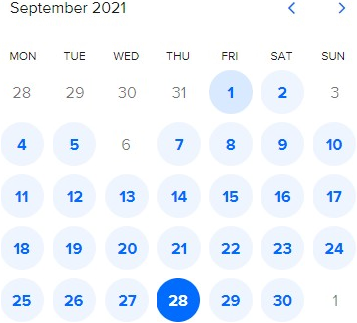 September 2021
MON TUE WED THU FRI SAT SUN
28 29 30 31 1 2 3
4 5 6 7 8 9 10
11 12 13 14 15 16 17
18 19 20 21 22 23 24
25 26 27 28 29 30 1